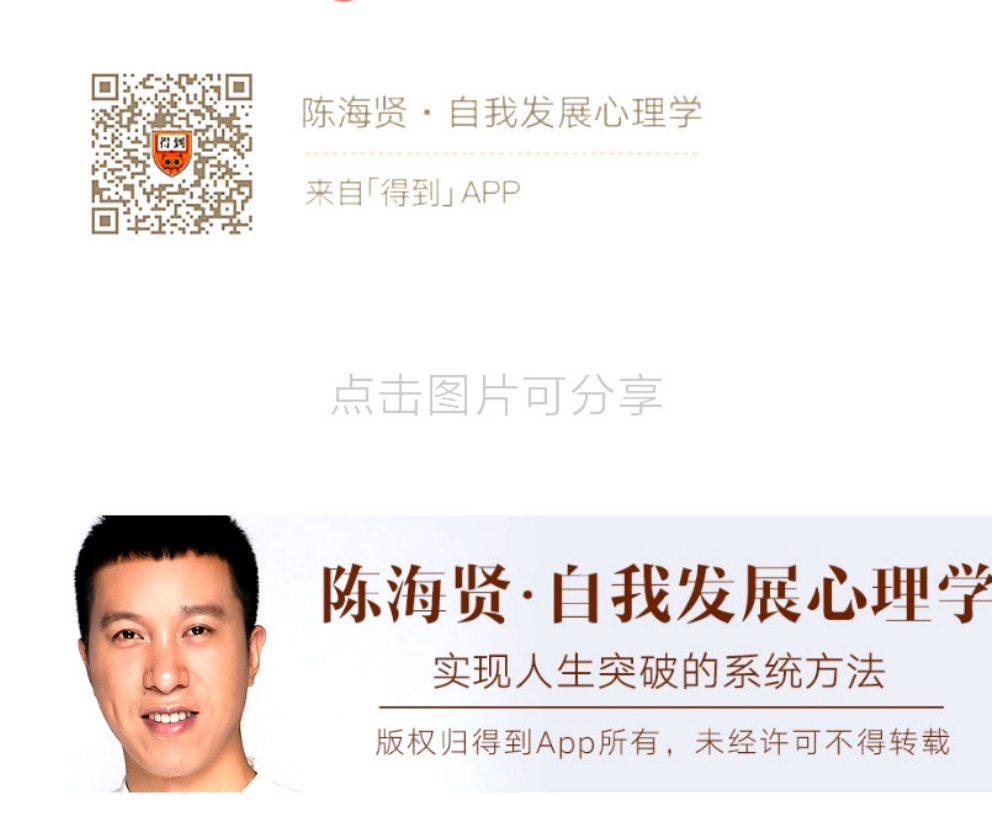 得到
陈海贤·自我发展心理学
来自「得到」APP
点击图片可分享
陈海贤·自我发展心理学
实现人生突破的系统方法
版权归得到App所有，未经许可不得转载